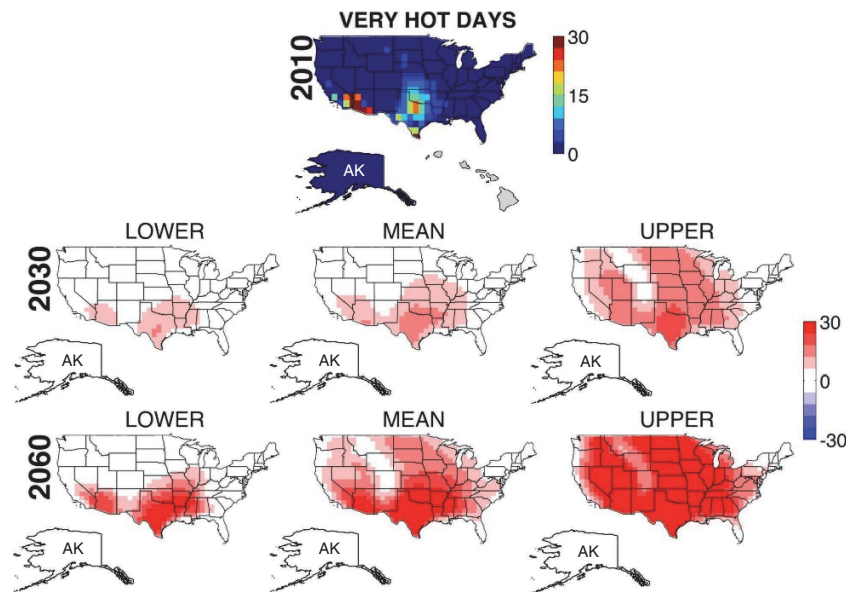 VERY HOT DAYS
2010
30
15
0
AK
LOWER MEAN UPPER
2030
AK AK AK
30
0
-30
LOWER MEAN UPPER
2060
AK AK AK